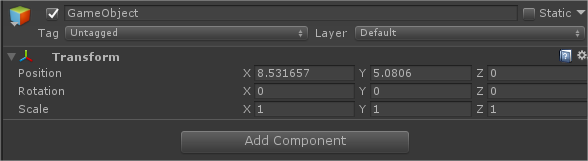 GameObject Static
Tag Untagged Layer Default
Transform
Position X 8.531657 Y 5.0806 Z 0
Rotation X 0 Y 0 Z 0
Scale X 1 Y 1 Z 1
Add Component